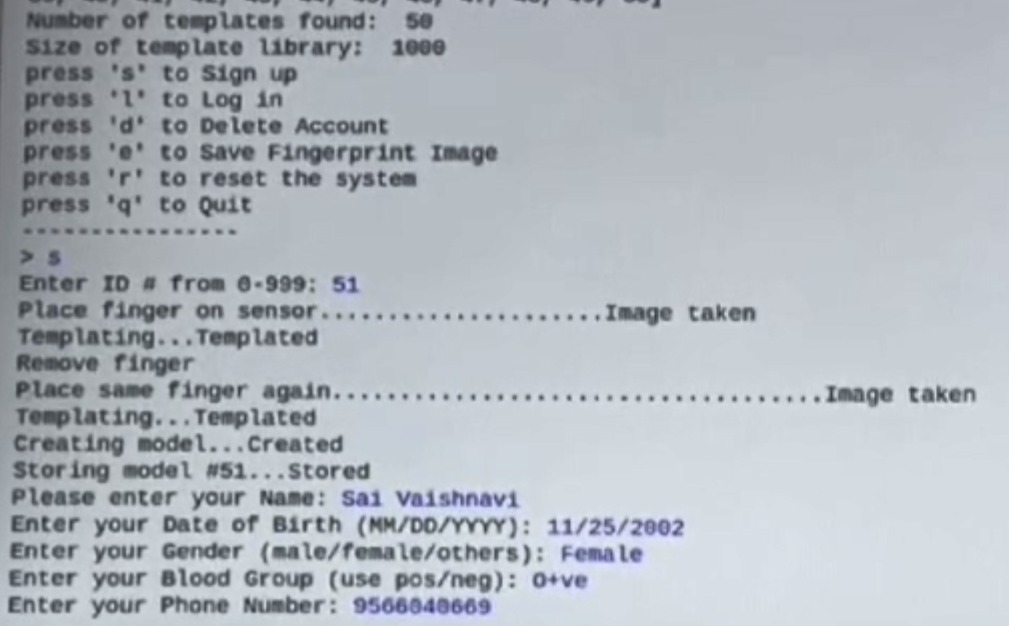 Number of templates found:  50
Size of template library:  1000
press 's' to Sign up
press 'l' to Log in
press 'd' to Delete Account
press 'e' to Save Fingerprint Image
press 'r' to reset the system
press 'q' to Quit
----------------
> s
Enter ID # from 0-999: 51
Place finger on sensor.....................Image taken
Templating...Templated
Remove finger
Place same finger again....................................Image taken
Templating...Templated
Creating model...Created
Storing model #51...Stored
Please enter your Name: Sai Vaishnavi
Enter your Date of Birth (MM/DD/YYYY): 11/25/2002
Enter your Gender (male/female/others): Female
Enter your Blood Group (use pos/neg): O+ve
Enter your Phone Number: 9566040669